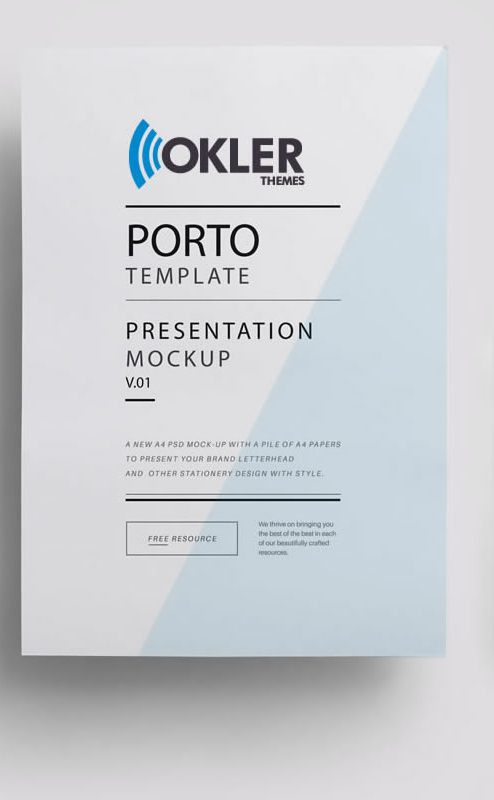 OKLER
THEMES
PORTO
TEMPLATE
PRESENTATION
MOCKUP
V.01
A NEW A4 PSD MOCK-UP WITH A PILE OF A4 PAPERS
TO PRESENT YOUR BRAND LETTERHEAD
AND OTHER STATIONERY DESIGN WITH STYLE.
FREE RESOURCE
We thrive on bringing you
the best of the best in each
of our beautifully crafted
resources.